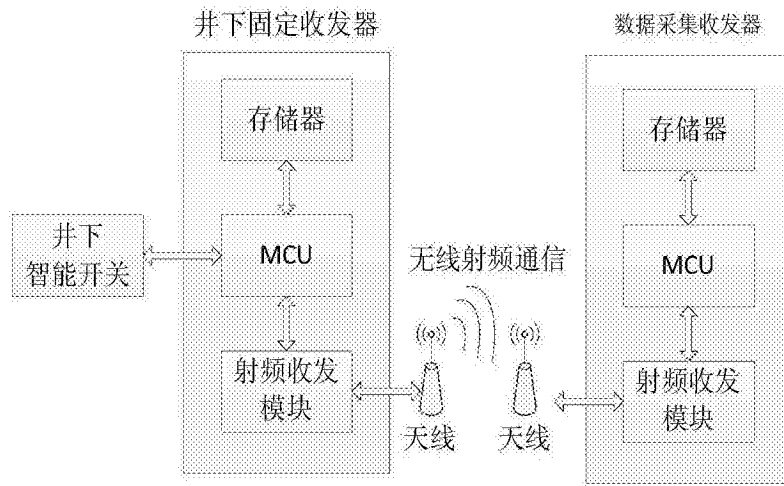 井下固定收发器
存储器
MCU
射频收发
模块
井下
智能开关
无线射频通信
天线
天线
数据采集收发器
存储器
MCU
射频收发
模块